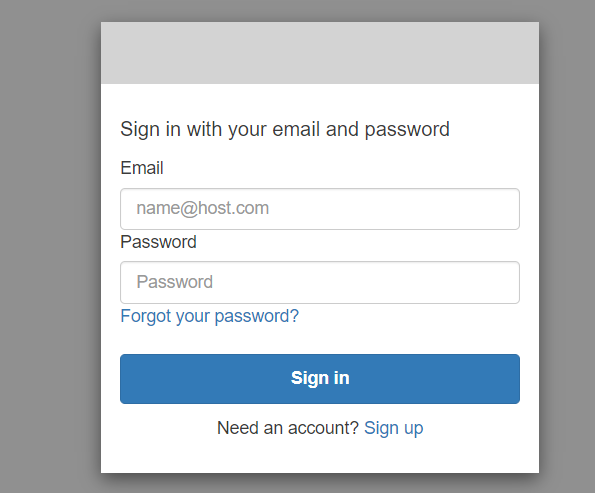 Sign in with your email and password
Email
name@host.com
Password
Password
Forgot your password?
Sign in
Need an account? Sign up